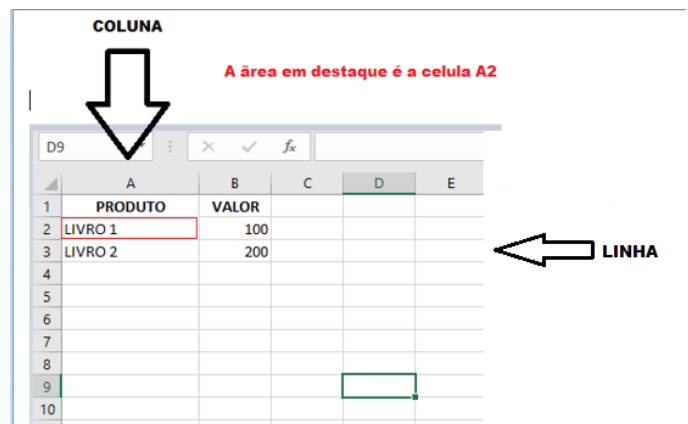 COLUNA
A ãrea em destaque é a celula A2
D9 fx
A B C D E
1 PRODUTO VALOR
2 LIVRO 1 100
3 LIVRO 2 200
LINHA
4
5
6
7
8
9
10